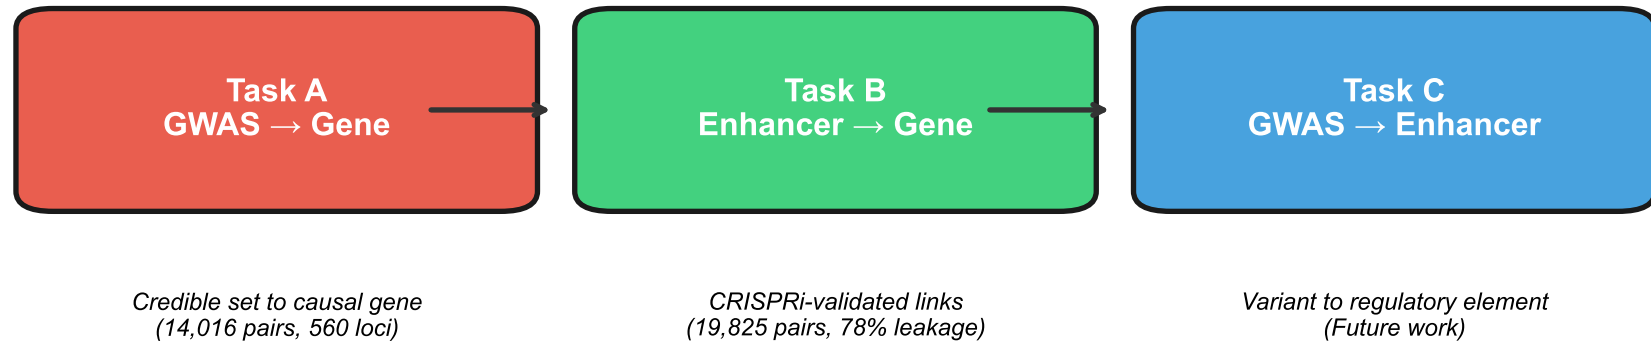 Task A
GWAS → Gene
Task B
Enhancer → Gene
Task C
GWAS → Enhancer
Credible set to causal gene
(14,016 pairs, 560 loci)
CRISPRi-validated links
(19,825 pairs, 78% leakage)
Variant to regulatory element
(Future work)